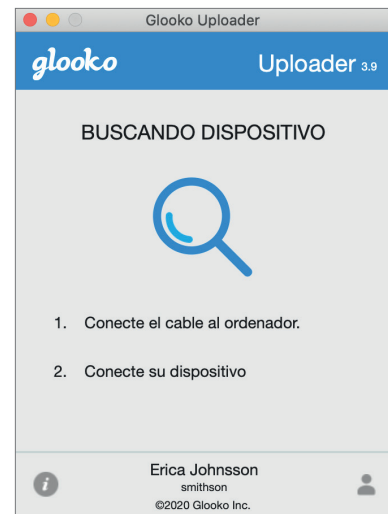 Glooko Uploader
glooko
Uploader 3.9
BUSCANDO DISPOSITIVO
1. Conecte el cable al ordenador.
2. Conecte su dispositivo
i
Erica Johnsson
smithson
©2020 Glooko Inc.